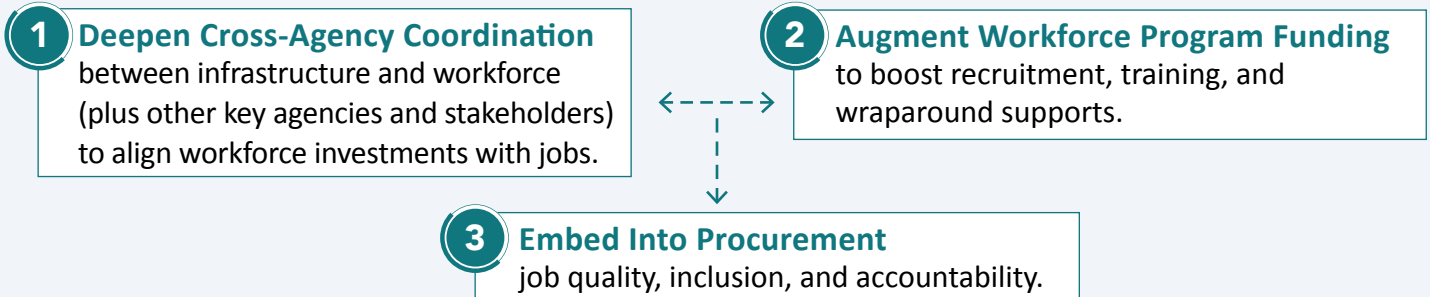 1 Deepen Cross-Agency Coordination
between infrastructure and workforce
(plus other key agencies and stakeholders)
to align workforce investments with jobs.
2 Augment Workforce Program Funding
to boost recruitment, training, and
wraparound supports.
3 Embed Into Procurement
job quality, inclusion, and accountability.